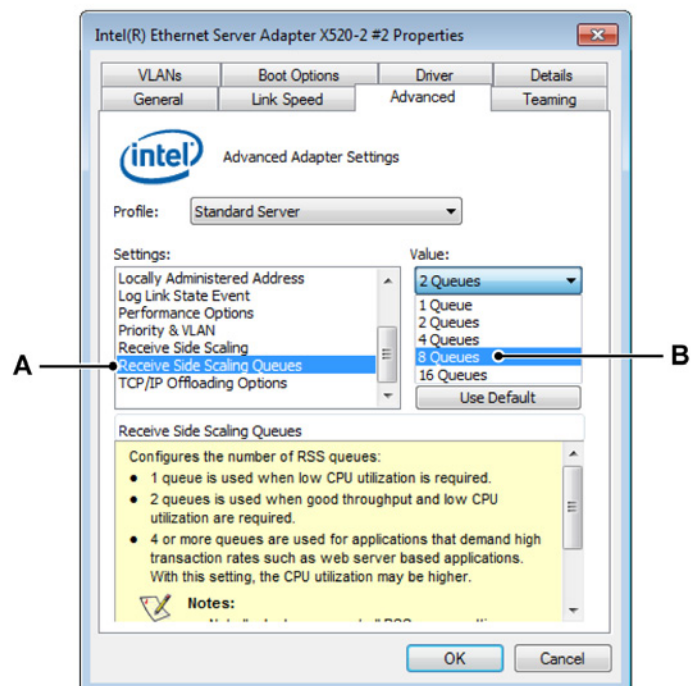 Intel(R) Ethernet Server Adapter X520-2 #2 Properties
VLANs Boot Options Driver Details
General Link Speed Advanced Teaming
intel
Advanced Adapter Settings
Profile: Standard Server
Settings:
Locally Administered Address
Log Link State Event
Performance Options
Priority & VLAN
Receive Side Scaling
Receive Side Scaling Queues
TCP/IP Offloading Options
Value:
2 Queues
1 Queue
2 Queues
4 Queues
8 Queues
16 Queues
Use Default
A
B
Receive Side Scaling Queues
Configures the number of RSS queues:
• 1 queue is used when low CPU utilization is required.
• 2 queues is used when good throughput and low CPU
utilization are required.
• 4 or more queues are used for applications that demand high
transaction rates such as web server based applications.
With this setting, the CPU utilization may be higher.
Notes:
OK Cancel